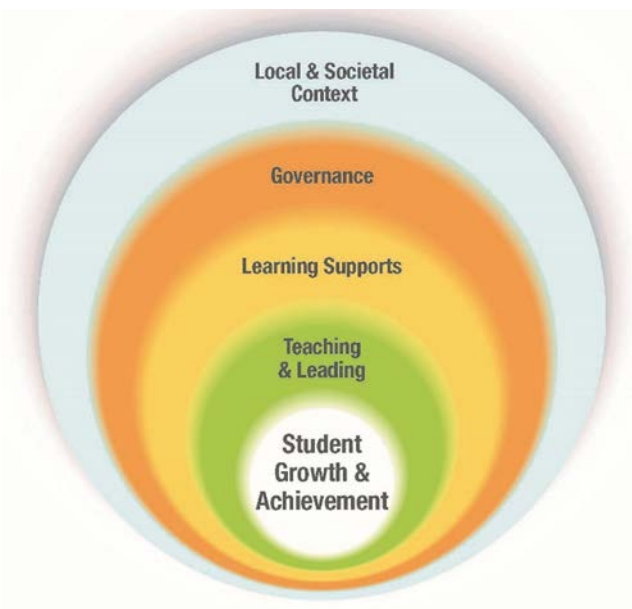 Local & Societal
Context
Governance
Learning Supports
Teaching
& Leading
Student
Growth &
Achievement